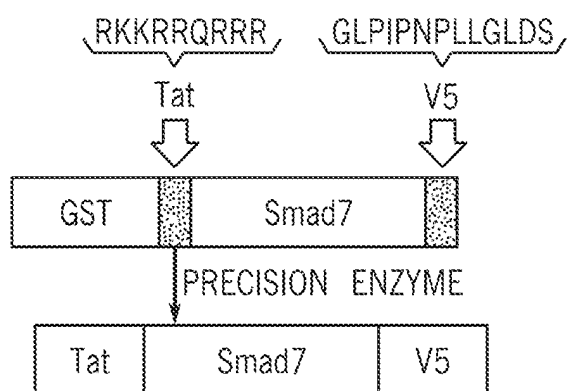 RKKRRQRRR GLPIPNPLLGLDS
Tat V5
GST Smad7
PRECISION ENZYME
Tat Smad7 V5